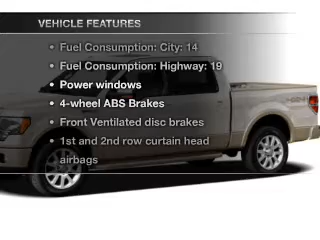 VEHICLE FEATURES
• Fuel Consumption: City: 14
• Fuel Consumption: Highway: 19
• Power windows
• 4-wheel ABS Brakes
• Front Ventilated disc brakes
• 1st and 2nd row curtain head
airbags